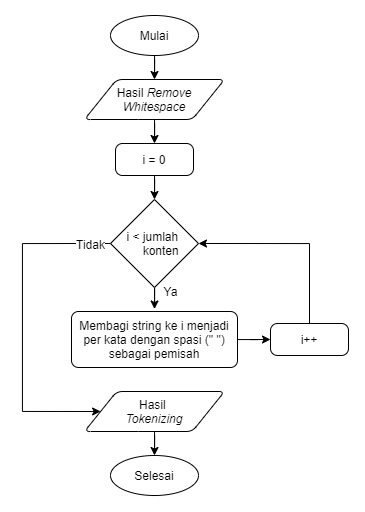 Mulai
Hasil Remove
Whitespace
i = 0
Tidak
i < jumlah
konten
Ya
Membagi string ke i menjadi
per kata dengan spasi (" ")
sebagai pemisah
i++
Hasil
Tokenizing
Selesai